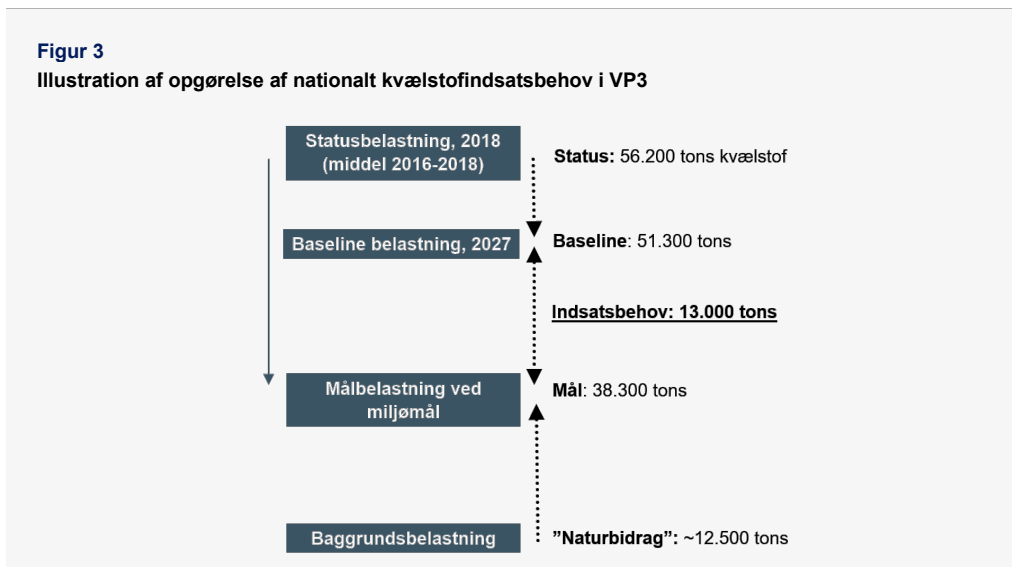 Figur 3
Illustration af opgørelse af nationalt kvælstofindsatsbehov i VP3
Statusbelastning, 2018
(middel 2016-2018)
Status: 56.200 tons kvælstof
Baseline belastning, 2027
Baseline: 51.300 tons
Indsatsbehov: 13.000 tons
Målbelastning ved
miljømål
Mål: 38.300 tons
Baggrundsbelastning
”Naturbidrag”: ~12.500 tons